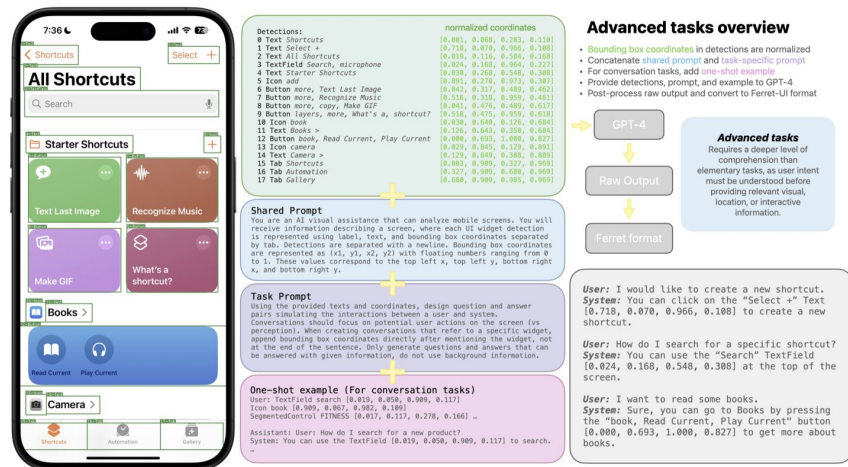 7:36
73
Shortcuts
Select +
All Shortcuts
Search
Starter Shortcuts
Text Last Image
Recognize Music
Make GIF
What's a
shortcut?
Books >
Read Current
Play Current
Camera >
Shortcuts
Automation
Gallery
normalized coordinates
Detections:
0 Text Shortcuts [0.001, 0.068, 0.283, 0.110]
1 Text Select + [0.718, 0.070, 0.966, 0.108]
2 Text All Shortcuts [0.019, 0.116, 0.584, 0.168]
3 TextField Search, microphone [0.024, 0.168, 0.964, 0.227]
4 Text Starter Shortcuts [0.030, 0.268, 0.548, 0.308]
5 Icon add [0.891, 0.270, 0.973, 0.307]
6 Button more, Text Last Image [0.042, 0.317, 0.489, 0.462]
7 Button more, Recognize Music [0.516, 0.318, 0.959, 0.461]
8 Button more, copy, Make GIF [0.041, 0.476, 0.489, 0.617]
9 Button layers, more, What's a, shortcut? [0.518, 0.475, 0.959, 0.618]
10 Icon book [0.030, 0.640, 0.126, 0.684]
11 Text Books > [0.126, 0.643, 0.358, 0.684]
12 Button book, Read Current, Play Current [0.000, 0.693, 1.000, 0.827]
13 Icon camera [0.029, 0.845, 0.129, 0.891]
14 Text Camera > [0.129, 0.849, 0.388, 0.889]
15 Tab Shortcuts [0.003, 0.909, 0.327, 0.969]
16 Tab Automation [0.327, 0.909, 0.680, 0.969]
17 Tab Gallery [0.680, 0.909, 0.985, 0.969]
Shared Prompt
You are an AI visual assistance that can analyze mobile screens. You will
receive information describing a screen, where each UI widget detection
is represented using label, text, and bounding box coordinates separated
by tab. Detections are separated with a newline. Bounding box coordinates
are represented as (x1, y1, x2, y2) with floating numbers ranging from 0
to 1. These values correspond to the top left x, top left y, bottom right
x, and bottom right y.
Task Prompt
Using the provided texts and coordinates, design question and answer
pairs simulating the interactions between a user and system.
Conversations should focus on potential user actions on the screen (vs
perception). When creating conversations that refer to a specific widget,
append bounding box coordinates directly after mentioning the widget, not
at the end of the sentence. Only generate questions and answers that can
be answered with given information, do not use background information.
One-shot example (For conversation tasks)
User: TextField search [0.019, 0.050, 0.909, 0.117]
Icon book [0.909, 0.067, 0.982, 0.109]
SegmentedControl FITNESS [0.017, 0.117, 0.278, 0.166] …
Assistant: User: How do I search for a new product?
System: You can use the TextField [0.019, 0.050, 0.909, 0.117] to search.
…
Advanced tasks overview
• Bounding box coordinates in detections are normalized
• Concatenate shared prompt and task-specific prompt
• For conversation tasks, add one-shot example
• Provide detections, prompt, and example to GPT-4
• Post-process raw output and convert to Ferret-UI format
GPT-4
Raw Output
Ferret format
Advanced tasks
Requires a deeper level of
comprehension than
elementary tasks, as user intent
must be understood before
providing relevant visual,
location, or interactive
information.
User: I would like to create a new shortcut.
System: You can click on the “Select +” Text
[0.718, 0.070, 0.966, 0.108] to create a new
shortcut.
User: How do I search for a specific shortcut?
System: You can use the “Search” TextField
[0.024, 0.168, 0.548, 0.308] at the top of the
screen.
User: I want to read some books.
System: Sure, you can go to Books by pressing
the “book, Read Current, Play Current" button
[0.000, 0.693, 1.000, 0.827] to get more about
books.